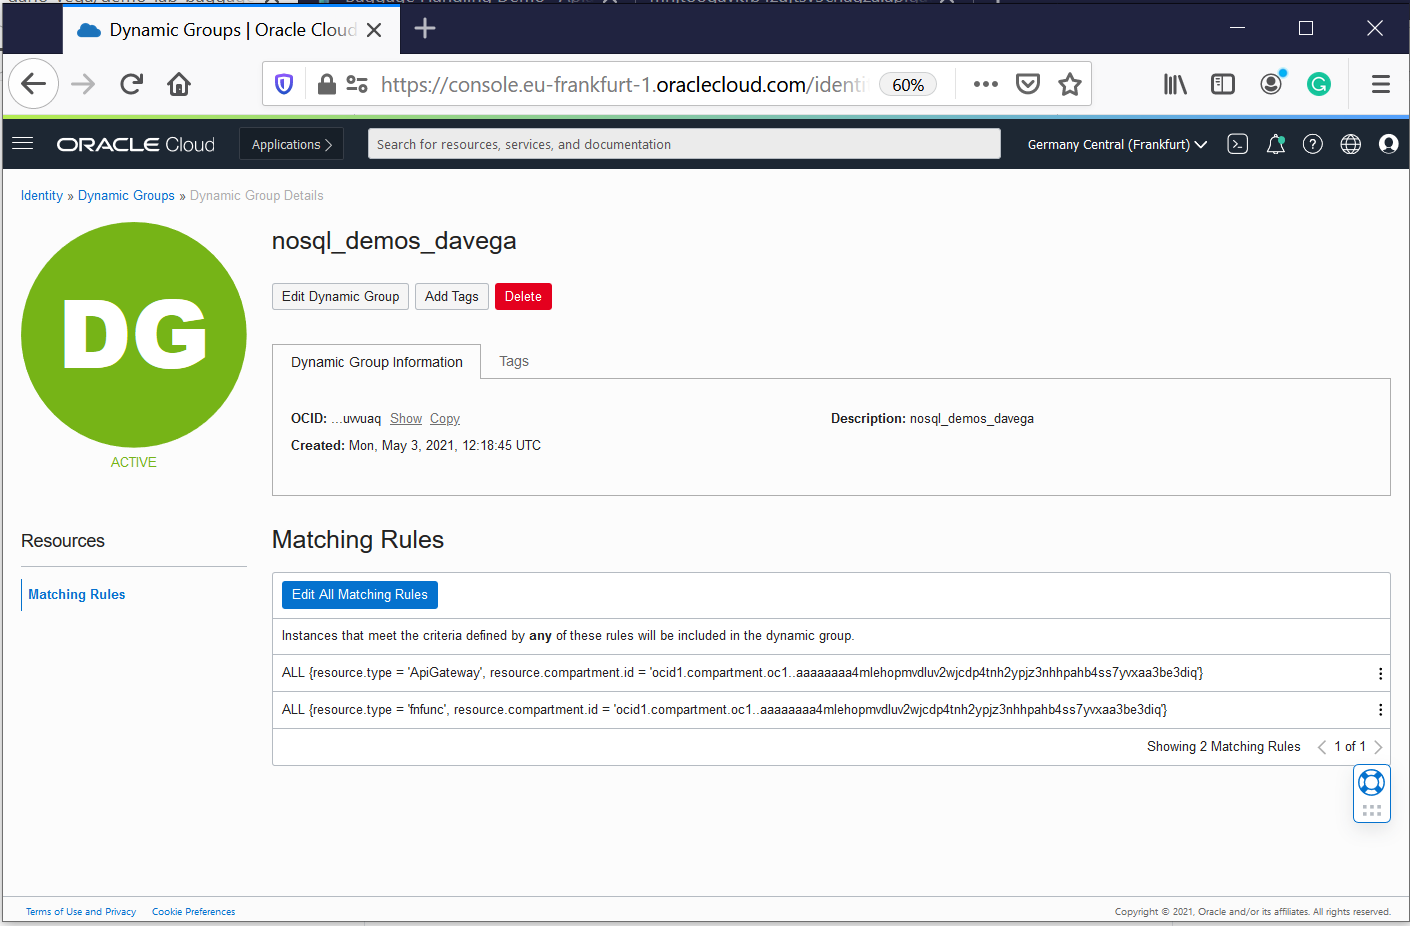 Dynamic Groups | Oracle Cloud
https://console.eu-frankfurt-1.oraclecloud.com/identi
60%
ORACLE Cloud
Applications
Search for resources, services, and documentation
Germany Central (Frankfurt)
Identity » Dynamic Groups » Dynamic Group Details
DG
ACTIVE
nosql_demos_davega
Edit Dynamic Group
Add Tags
Delete
Dynamic Group Information
Tags
OCID: ...uvvuaq Show Copy
Description: nosql_demos_davega
Created: Mon, May 3, 2021, 12:18:45 UTC
Resources
Matching Rules
Matching Rules
Edit All Matching Rules
Instances that meet the criteria defined by any of these rules will be included in the dynamic group.
ALL {resource.type = 'ApiGateway', resource.compartment.id = 'ocid1.compartment.oc1..aaaaaaaa4mlehopmvdluv2wjcdp4tnh2ypjz3nhhpahb4ss7yvxaa3be3diq'}
ALL {resource.type = 'fnfunc', resource.compartment.id = 'ocid1.compartment.oc1..aaaaaaaa4mlehopmvdluv2wjcdp4tnh2ypjz3nhhpahb4ss7yvxaa3be3diq'}
Showing 2 Matching Rules
1 of 1
Terms of Use and Privacy
Cookie Preferences
Copyright © 2021, Oracle and/or its affiliates. All rights reserved.